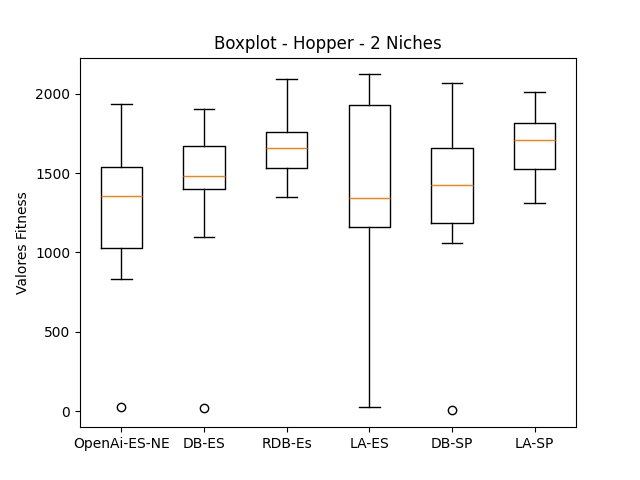 Boxplot - Hopper - 2 Niches
Valores Fitness
2000
1500
1000
500
0
OpenAi-ES-NE DB-ES RDB-Es LA-ES DB-SP LA-SP